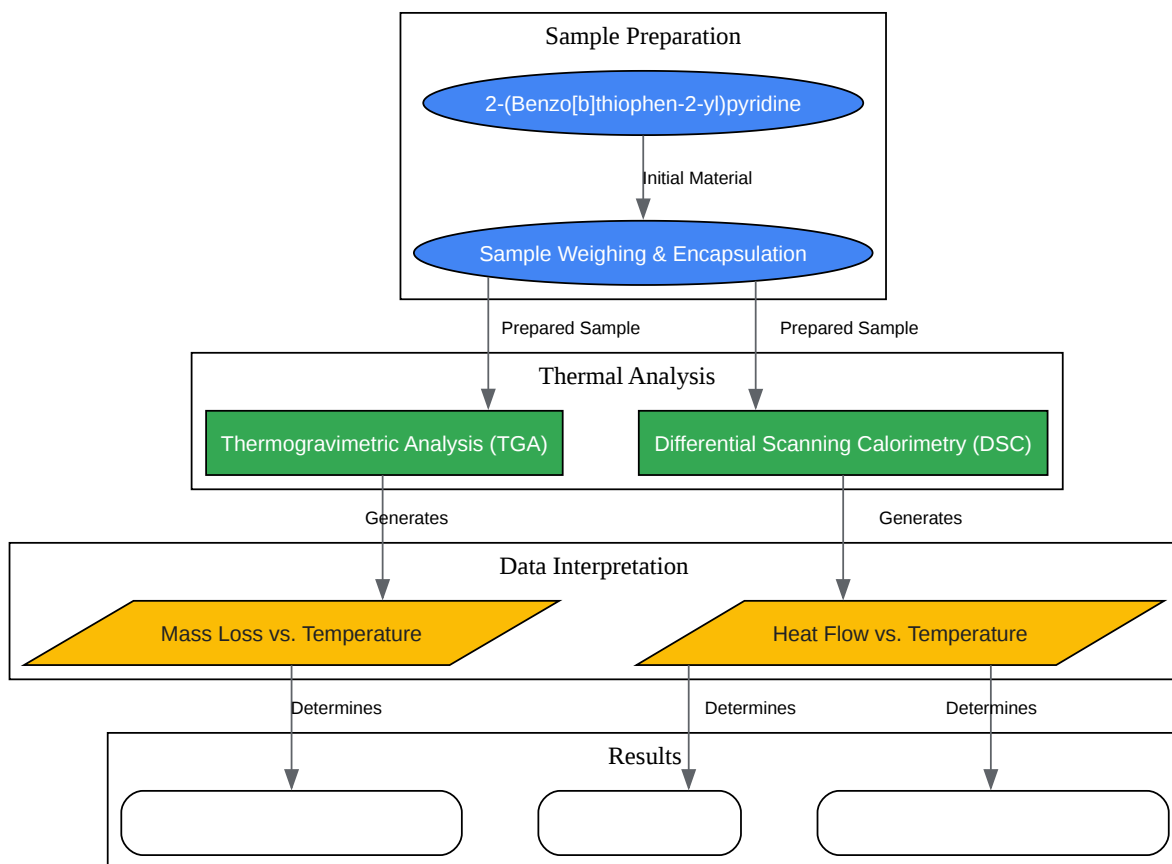 Sample Preparation
2-(Benzo[b]thiophen-2-yl)pyridine
Initial Material
Sample Weighing & Encapsulation
Prepared Sample
Prepared Sample
Thermal Analysis
Thermogravimetric Analysis (TGA)
Differential Scanning Calorimetry (DSC)
Generates
Generates
Data Interpretation
Mass Loss vs. Temperature
Heat Flow vs. Temperature
Determines
Determines
Determines
Results